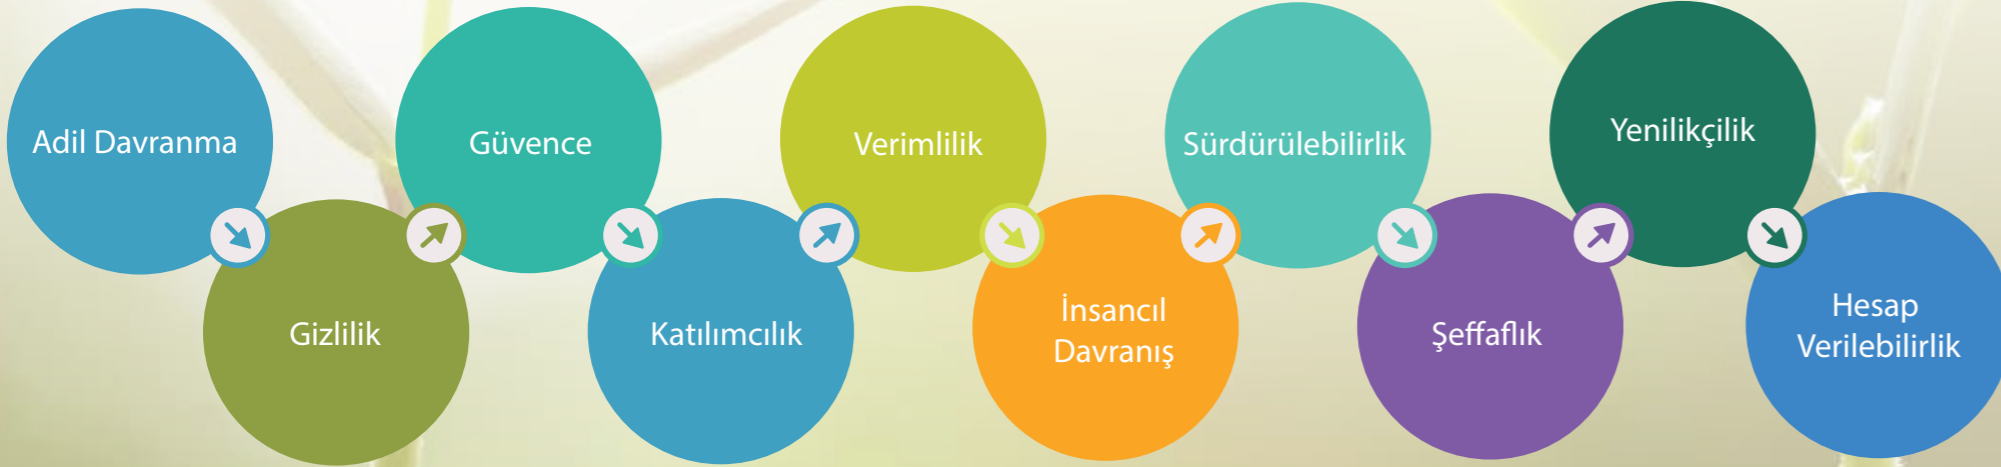 Adil Davranma
Gizlilik
Güvence
Katılımcılık
Verimlilik
İnsancıl
Davranış
Sürdürülebilirlik
Şeffaflık
Yenilikçilik
Hesap
Verilebilirlik